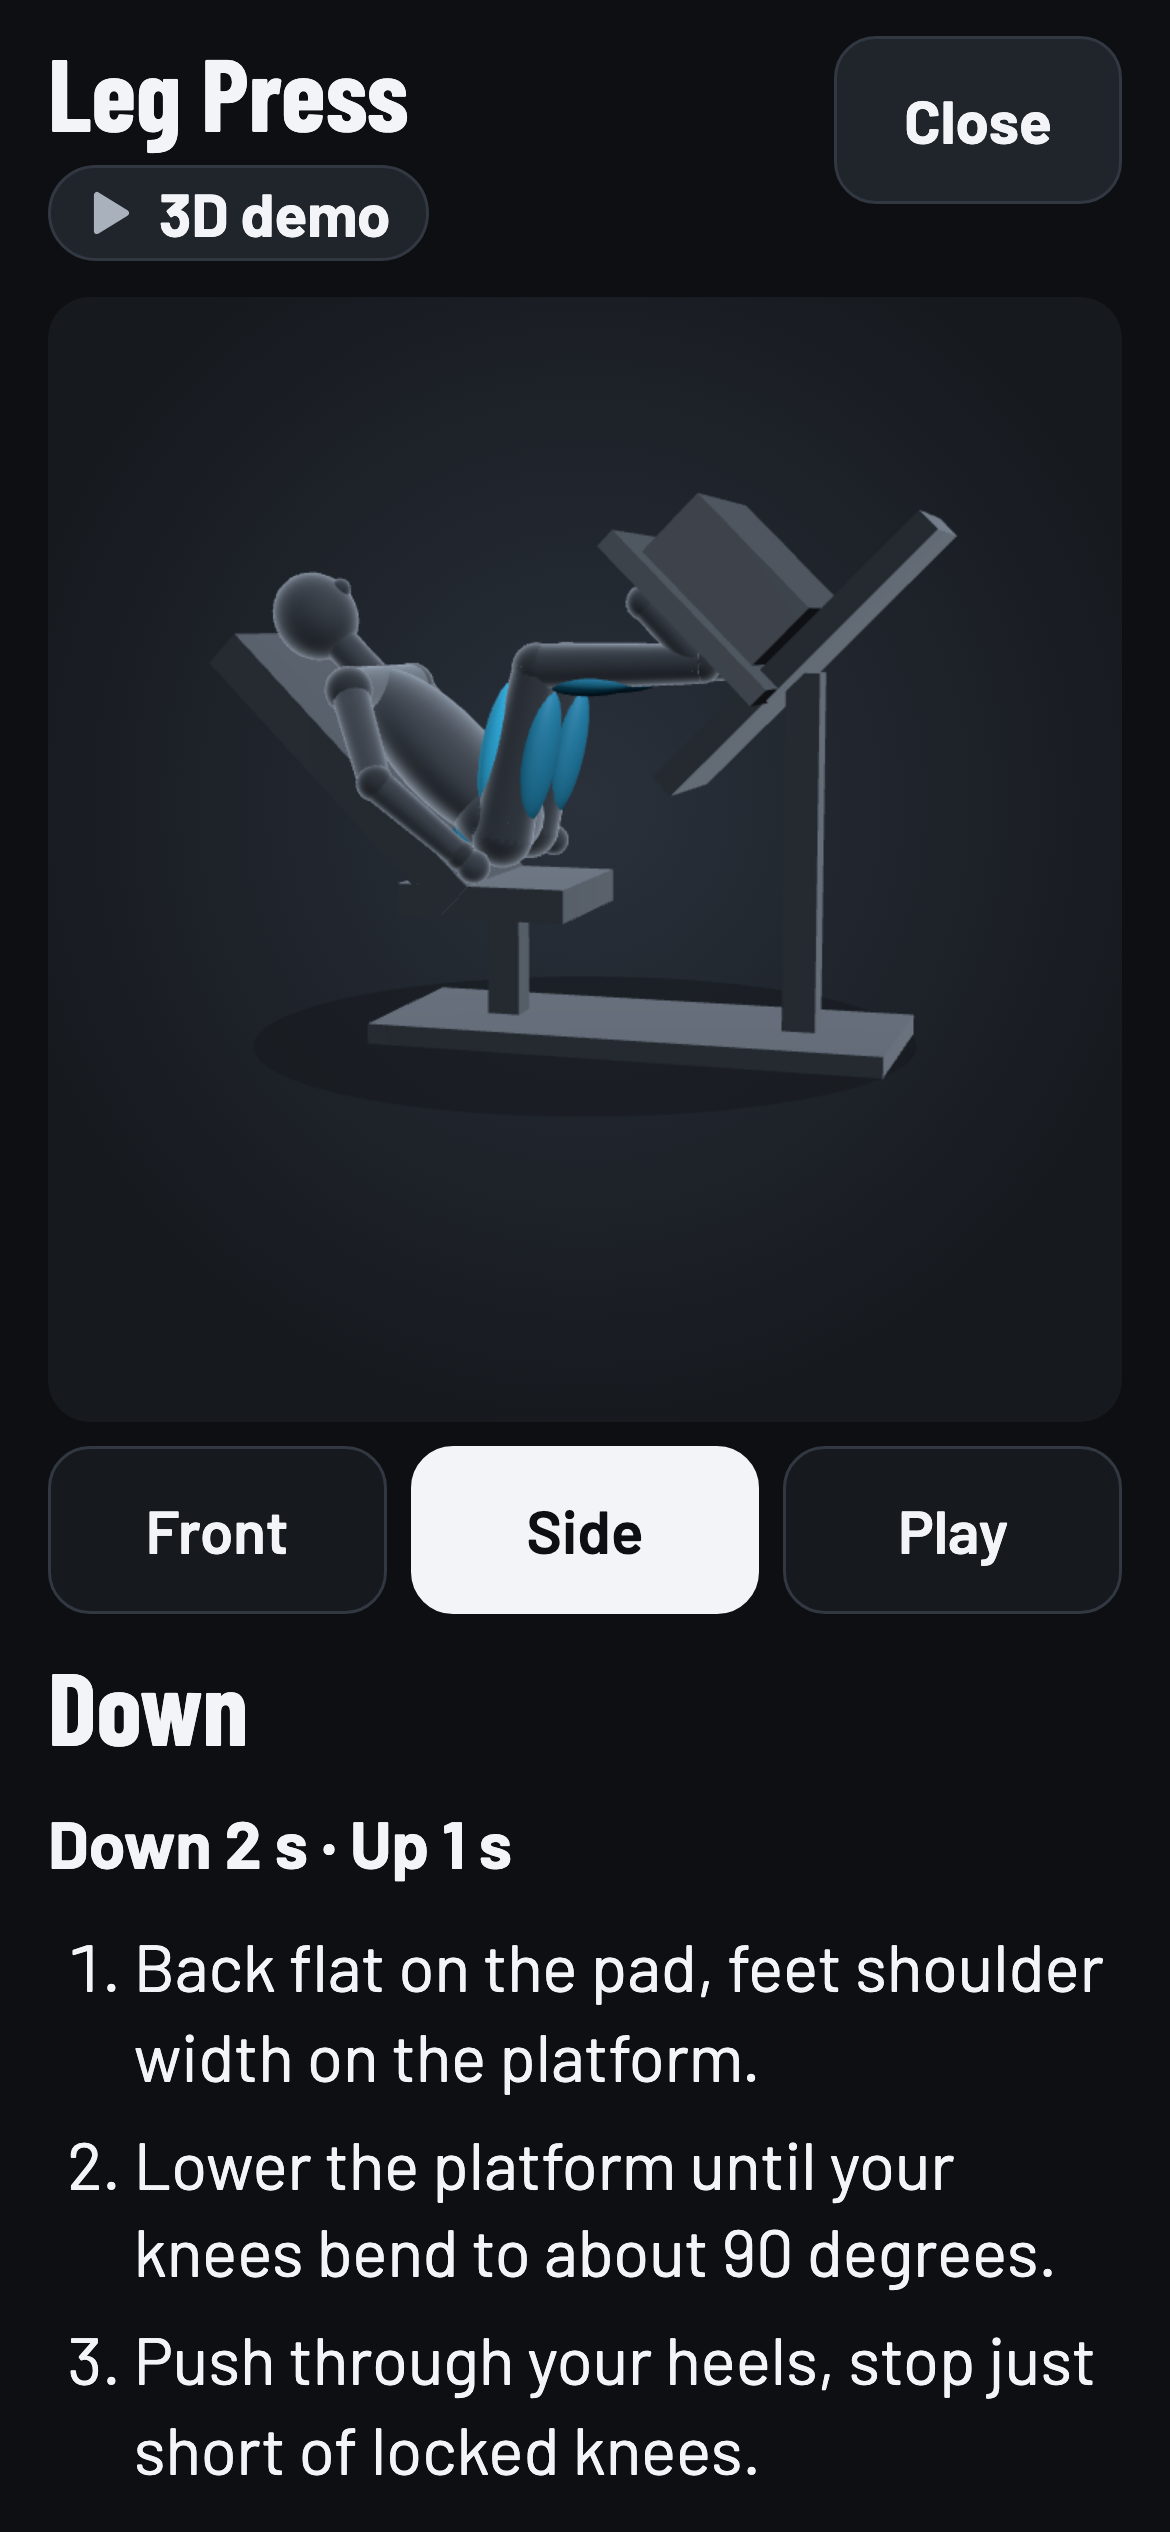 Leg Press
Close
3D demo
Front
Side
Play
Down
Down 2 s · Up 1 s
1. Back flat on the pad, feet shoulder
width on the platform.
2. Lower the platform until your
knees bend to about 90 degrees.
3. Push through your heels, stop just
short of locked knees.